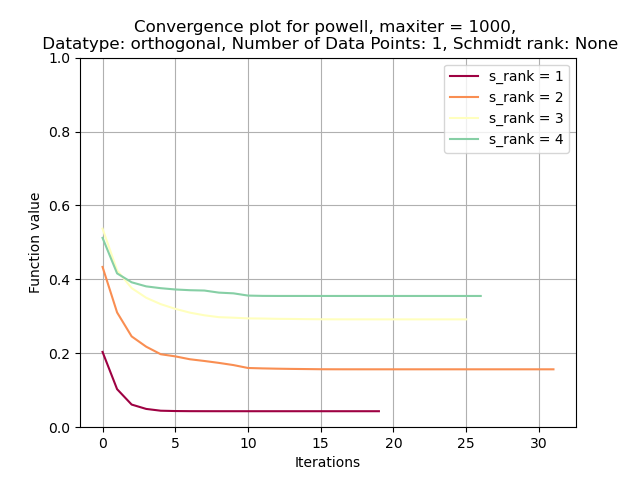 Convergence plot for powell, maxiter = 1000,
Datatype: orthogonal, Number of Data Points: 1, Schmidt rank: None
1.0
0.8
0.6
0.4
0.2
0.0
Function value
s_rank = 1
s_rank = 2
s_rank = 3
s_rank = 4
0 5 10 15 20 25 30
Iterations